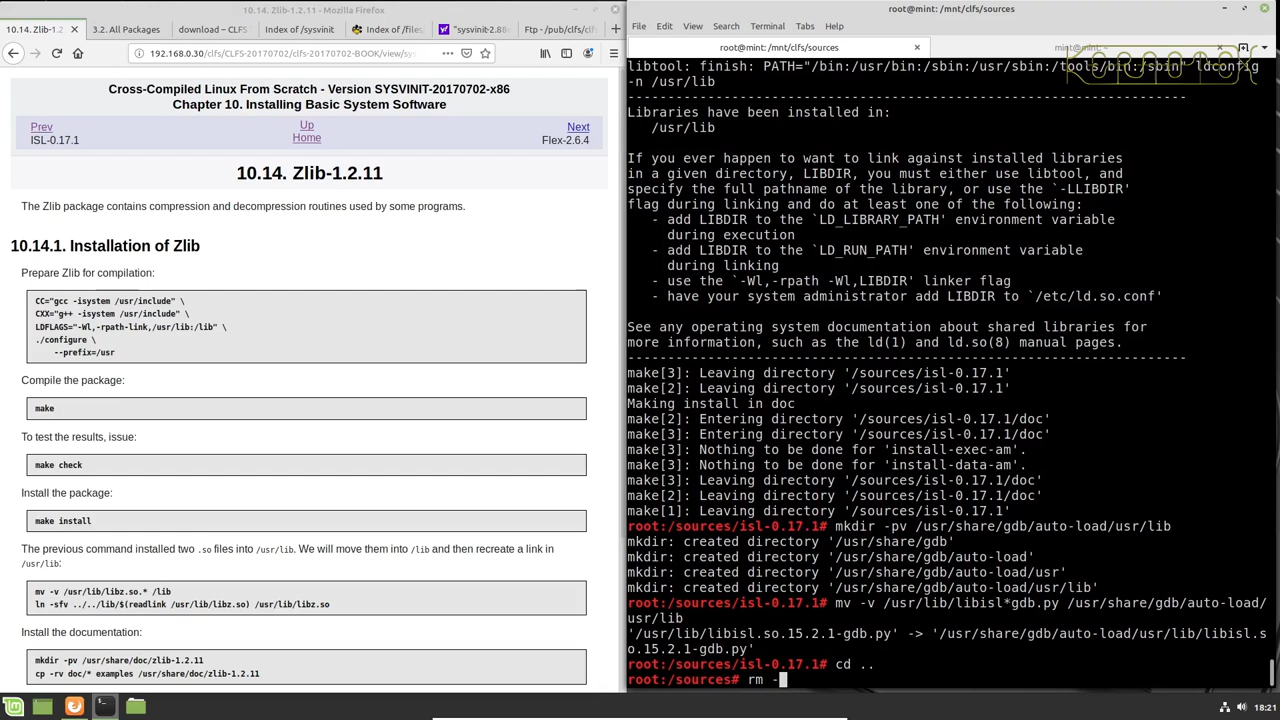 10.14. Zlib-1.2.11 - Mozilla Firefox
10.14. Zlib-1.2
3.2. All Packages
download – CLFS
Index of /sysvinit
Index of /files
"sysvinit-2.88
Ftp - /pub/clfs/c
192.168.0.30/clfs/CLFS-20170702/clfs-20170702-BOOK/view/sy
Cross-Compiled Linux From Scratch - Version SYSVINIT-20170702-x86
Chapter 10. Installing Basic System Software
Prev
Up
Next
ISL-0.17.1
Home
Flex-2.6.4
10.14. Zlib-1.2.11
The Zlib package contains compression and decompression routines used by some programs.
10.14.1. Installation of Zlib
Prepare Zlib for compilation:
CC="gcc -isystem /usr/include" \
CXX="g++ -isystem /usr/include" \
LDFLAGS="-Wl,-rpath-link,/usr/lib:/lib" \
./configure \
--prefix=/usr
Compile the package:
make
To test the results, issue:
make check
Install the package:
make install
The previous command installed two .so files into /usr/lib. We will move them into /lib and then recreate a link in
/usr/lib:
mv -v /usr/lib/libz.so.* /lib
ln -sfv ../../lib/$(readlink /usr/lib/libz.so) /usr/lib/libz.so
Install the documentation:
mkdir -pv /usr/share/doc/zlib-1.2.11
cp -rv doc/* examples /usr/share/doc/zlib-1.2.11
root@mint: /mnt/clfs/sources
File Edit View Search Terminal Tabs Help
root@mint: /mnt/clfs/sources
root@mint: ~
libtool: finish: PATH="/bin:/usr/bin:/sbin:/usr/sbin:/tools/bin:/sbin" ldconfig
-n /usr/lib
----------------------------------------------------------------------
Libraries have been installed in:
/usr/lib
If you ever happen to want to link against installed libraries
in a given directory, LIBDIR, you must either use libtool, and
specify the full pathname of the library, or use the `-LLIBDIR'
flag during linking and do at least one of the following:
- add LIBDIR to the `LD_LIBRARY_PATH' environment variable
during execution
- add LIBDIR to the `LD_RUN_PATH' environment variable
during linking
- use the `-Wl,-rpath -Wl,LIBDIR' linker flag
- have your system administrator add LIBDIR to `/etc/ld.so.conf'
See any operating system documentation about shared libraries for
more information, such as the ld(1) and ld.so(8) manual pages.
----------------------------------------------------------------------
make[3]: Leaving directory '/sources/isl-0.17.1'
make[2]: Leaving directory '/sources/isl-0.17.1'
Making install in doc
make[2]: Entering directory '/sources/isl-0.17.1/doc'
make[3]: Entering directory '/sources/isl-0.17.1/doc'
make[3]: Nothing to be done for 'install-exec-am'.
make[3]: Nothing to be done for 'install-data-am'.
make[3]: Leaving directory '/sources/isl-0.17.1/doc'
make[2]: Leaving directory '/sources/isl-0.17.1/doc'
make[1]: Leaving directory '/sources/isl-0.17.1'
root:/sources/isl-0.17.1# mkdir -pv /usr/share/gdb/auto-load/usr/lib
mkdir: created directory '/usr/share/gdb'
mkdir: created directory '/usr/share/gdb/auto-load'
mkdir: created directory '/usr/share/gdb/auto-load/usr'
mkdir: created directory '/usr/share/gdb/auto-load/usr/lib'
root:/sources/isl-0.17.1# mv -v /usr/lib/libisl*gdb.py /usr/share/gdb/auto-load/
usr/lib
'/usr/lib/libisl.so.15.2.1-gdb.py' -> '/usr/share/gdb/auto-load/usr/lib/libisl.s
o.15.2.1-gdb.py'
root:/sources/isl-0.17.1# cd ..
root:/sources# rm -
18:21